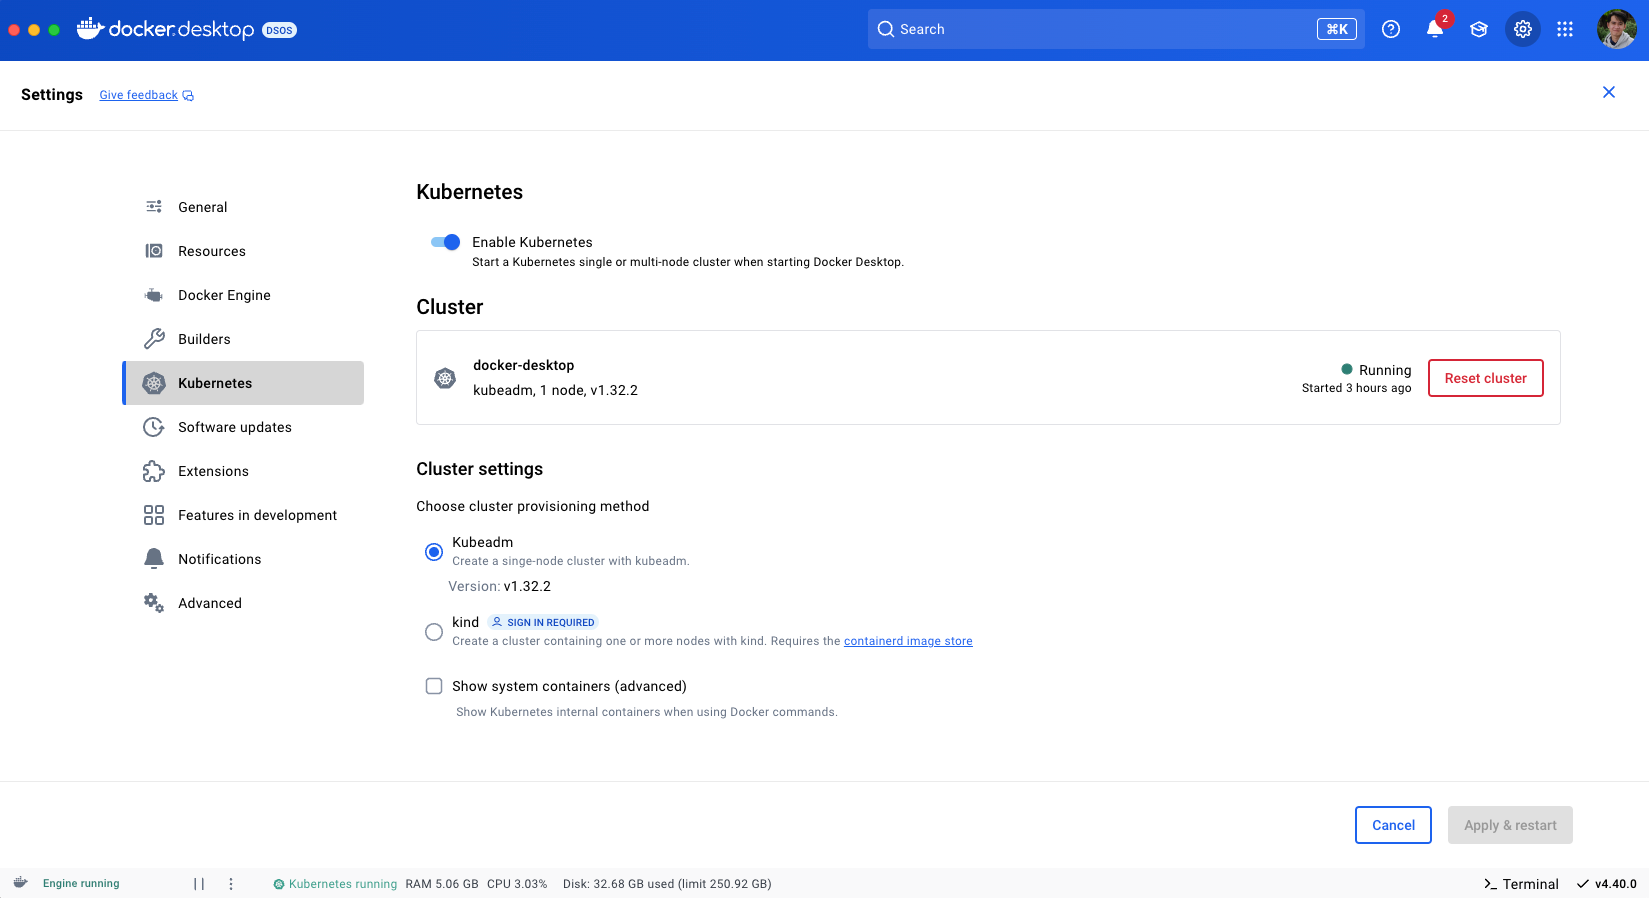 docker.desktop DSOS
Search ⌘K
2
Settings Give feedback
General
Resources
Docker Engine
Builders
Kubernetes
Software updates
Extensions
Features in development
Notifications
Advanced
Kubernetes
Enable Kubernetes
Start a Kubernetes single or multi-node cluster when starting Docker Desktop.
Cluster
docker-desktop
kubeadm, 1 node, v1.32.2
Running
Started 3 hours ago
Reset cluster
Cluster settings
Choose cluster provisioning method
Kubeadm
Create a singe-node cluster with kubeadm.
Version: v1.32.2
kind SIGN IN REQUIRED
Create a cluster containing one or more nodes with kind. Requires the containerd image store
Show system containers (advanced)
Show Kubernetes internal containers when using Docker commands.
Cancel Apply & restart
Engine running Kubernetes running RAM 5.06 GB CPU 3.03% Disk: 32.68 GB used (limit 250.92 GB) >_ Terminal v4.40.0